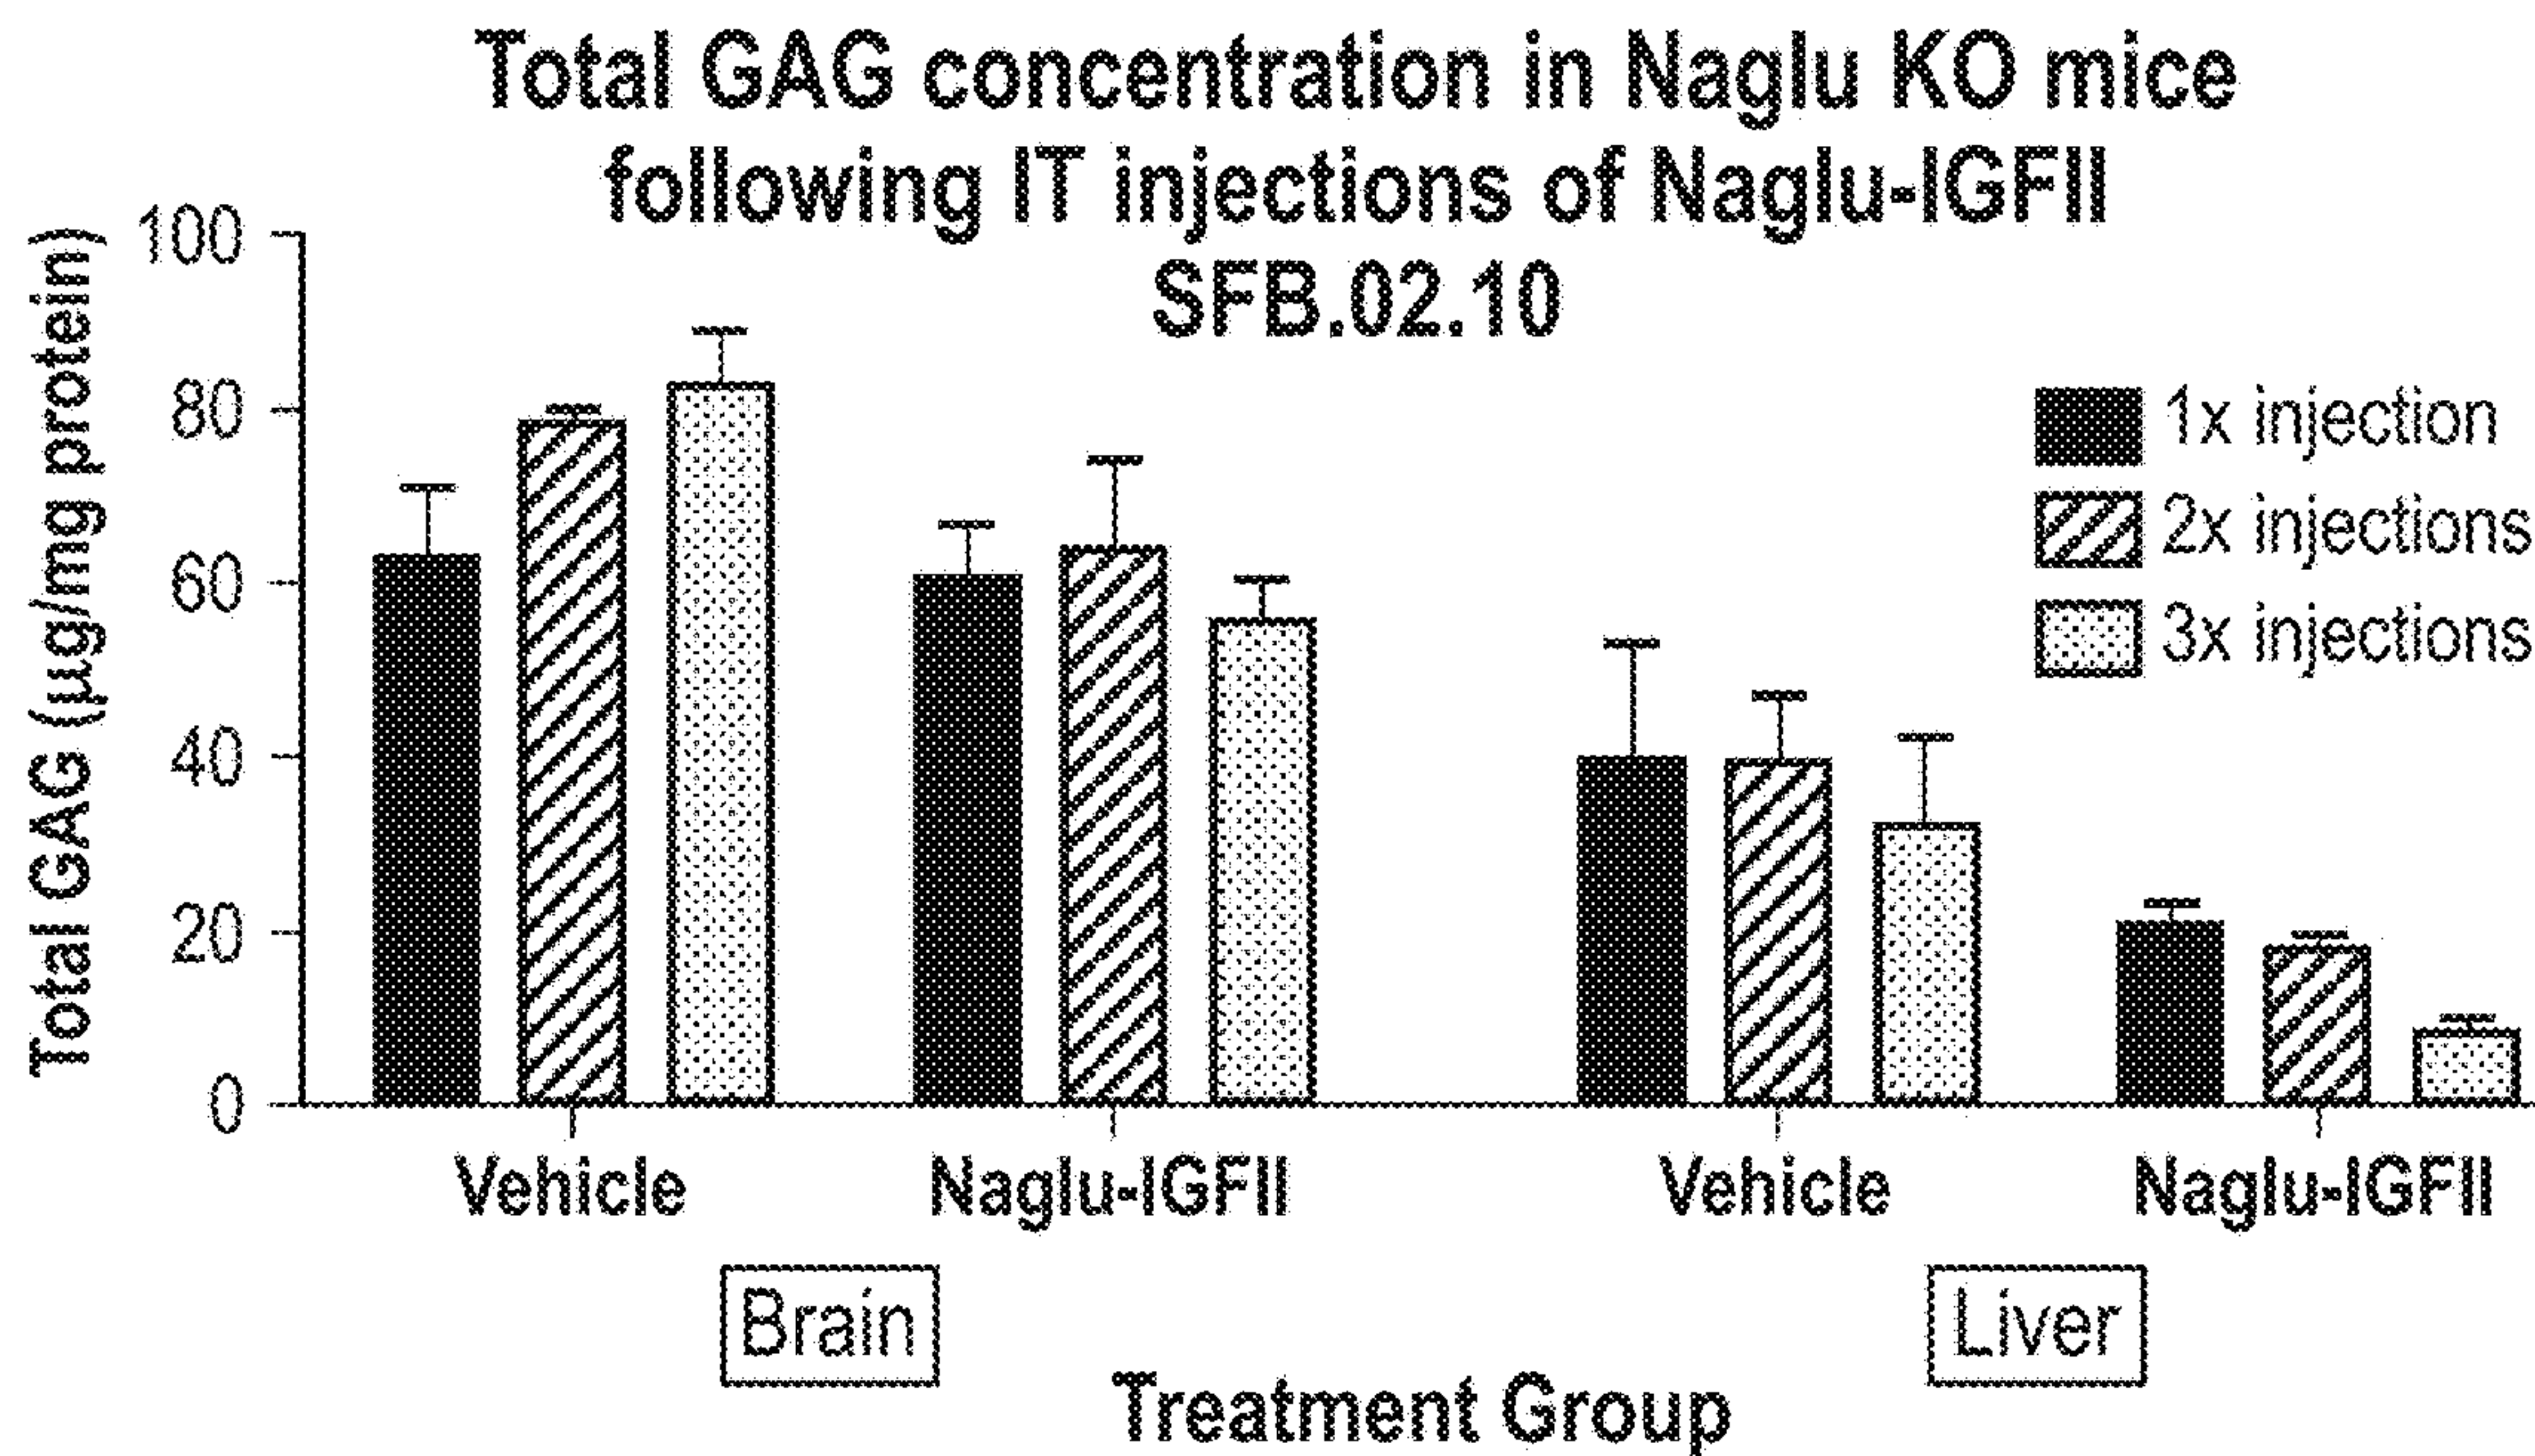 Total GAG concentration in Naglu KO mice
following IT injections of Naglu-IGFII
SFB.02.10
Total GAG (µg/mg protein)
100
80
60
40
20
0
1x injection
2x injections
3x injections
Vehicle
Naglu-IGFII
Vehicle
Naglu-IGFII
Brain
Liver
Treatment Group